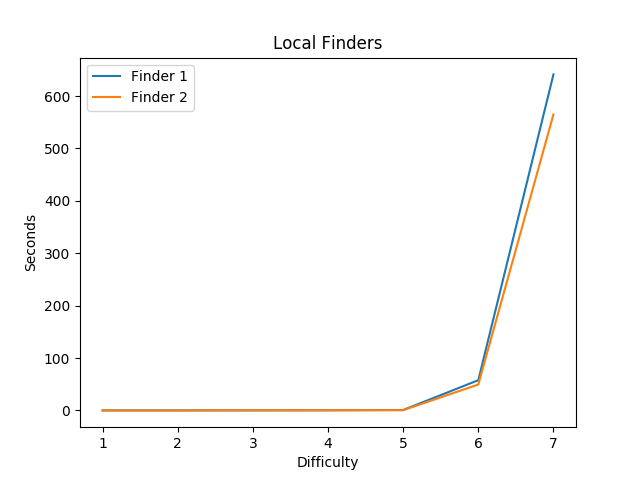 Local Finders
Finder 1
Finder 2
600
500
400
300
200
100
0
Seconds
1 2 3 4 5 6 7
Difficulty